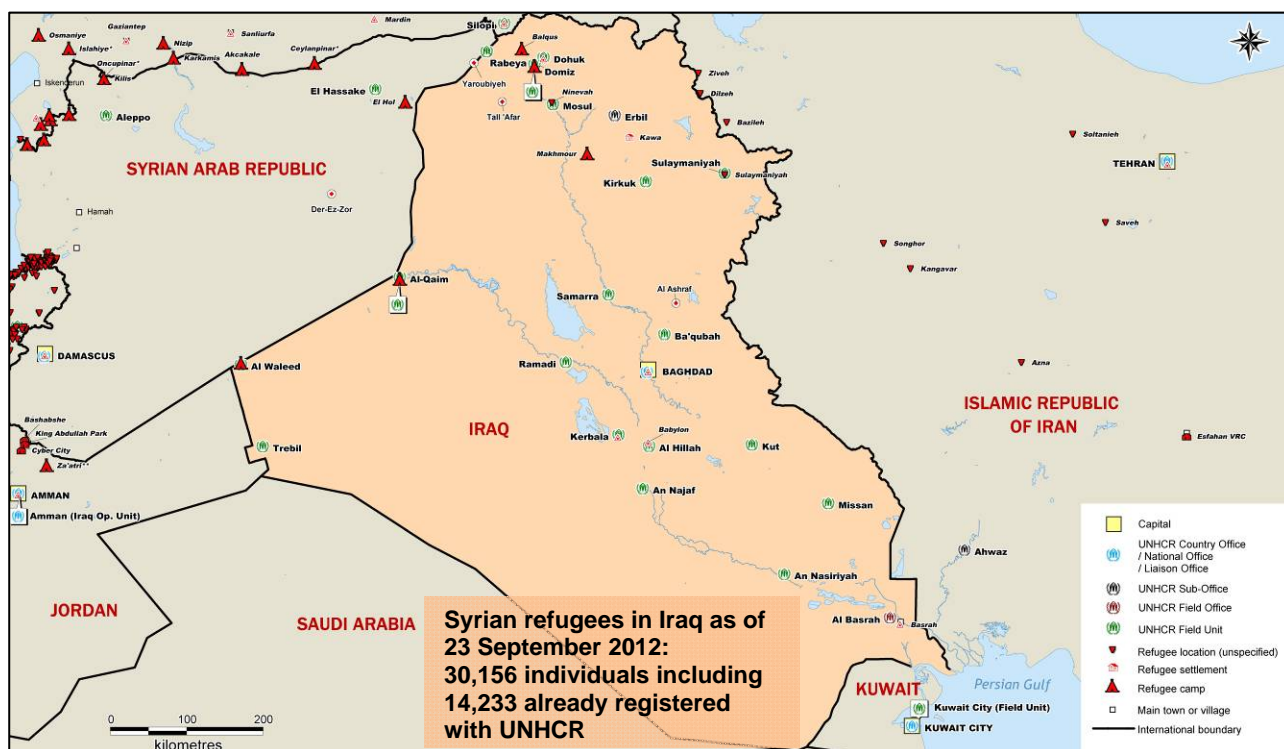 Osmaniye
Gaziantep
Mardin
Silopi
Islahiye*
Nizip
Sanliurfa
Balqus
Oncupinar*
Karkamis
Akcakale
Ceylanpinar*
Kilis
Iskenderun
Rabeya
Dohuk
Domiz
Yaroubiyeh
Ziveh
Dilzeh
El Hassake
El Hol
Ninevah
Mosul
Tall 'Afar
Aleppo
Erbil
Bazileh
Soltanieh
Kawa
TEHRAN
SYRIAN ARAB REPUBLIC
Makhmour
Sulaymaniyah
Sulaymaniyah
Kirkuk
Der-Ez-Zor
Hamah
Saveh
Songhor
Kangavar
Al-Qaim
Samarra
Al Ashraf
Ba'qubah
DAMASCUS
Al Waleed
Ramadi
BAGHDAD
Azna
ISLAMIC REPUBLIC
OF IRAN
Bashabshe
King Abdullah Park
Cyber City
Za'atri**
IRAQ
Trebil
Kerbala
Babylon
Al Hillah
Kut
Esfahan VRC
AMMAN
Amman (Iraq Op. Unit)
An Najaf
Missan
Ahwaz
An Nasiriyah
JORDAN
SAUDI ARABIA
Al Basrah
Basrah
KUWAIT
Persian Gulf
Kuwait City (Field Unit)
KUWAIT CITY
Syrian refugees in Iraq as of
23 September 2012:
30,156 individuals including
14,233 already registered
with UNHCR
0 100 200
kilometres
Capital
UNHCR Country Office
/ National Office
/ Liaison Office
UNHCR Sub-Office
UNHCR Field Office
UNHCR Field Unit
Refugee location (unspecified)
Refugee settlement
Refugee camp
Main town or village
International boundary